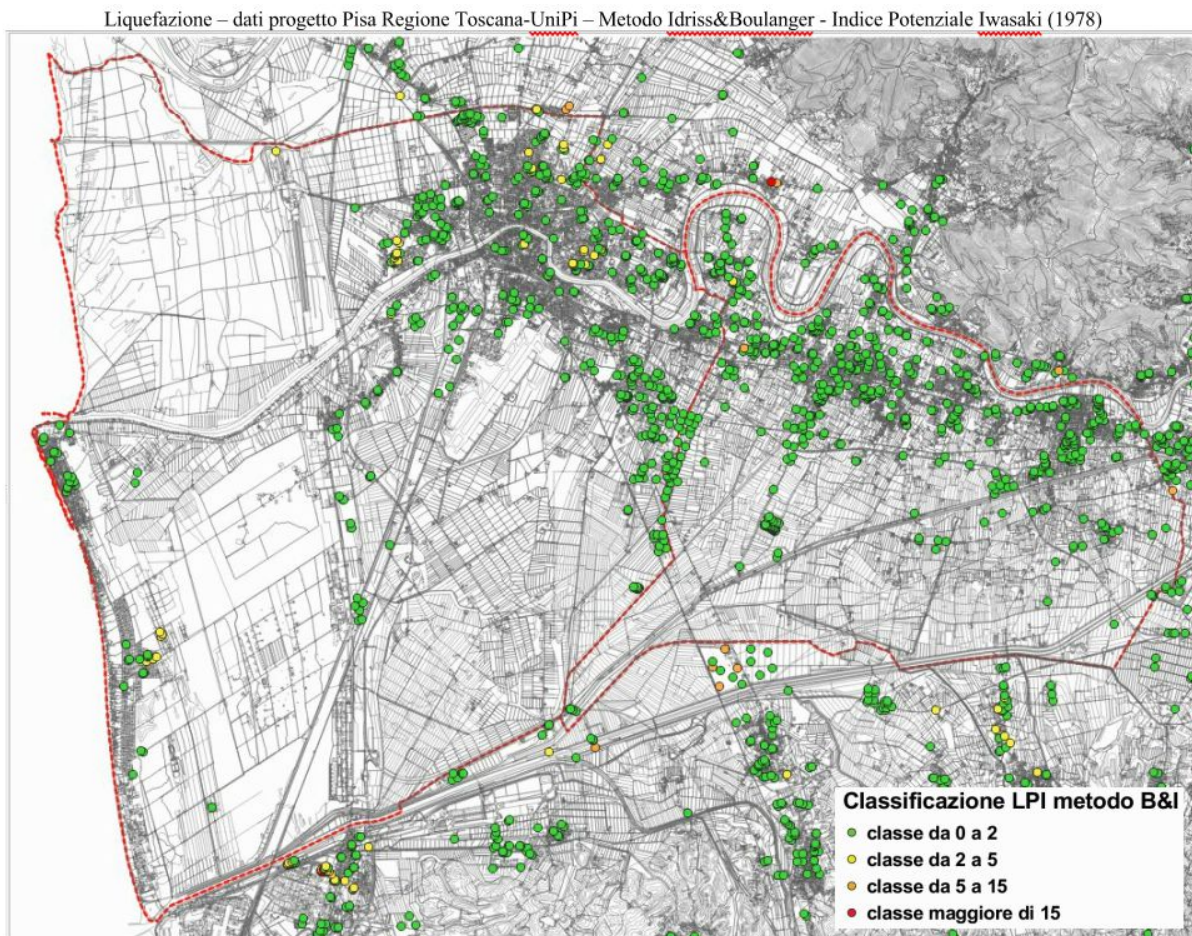 Liquefazione – dati progetto Pisa Regione Toscana-UniPi – Metodo Idriss&Boulanger - Indice Potenziale Iwasaki (1978)
Classificazione LPI metodo B&I
classe da 0 a 2
classe da 2 a 5
classe da 5 a 15
classe maggiore di 15